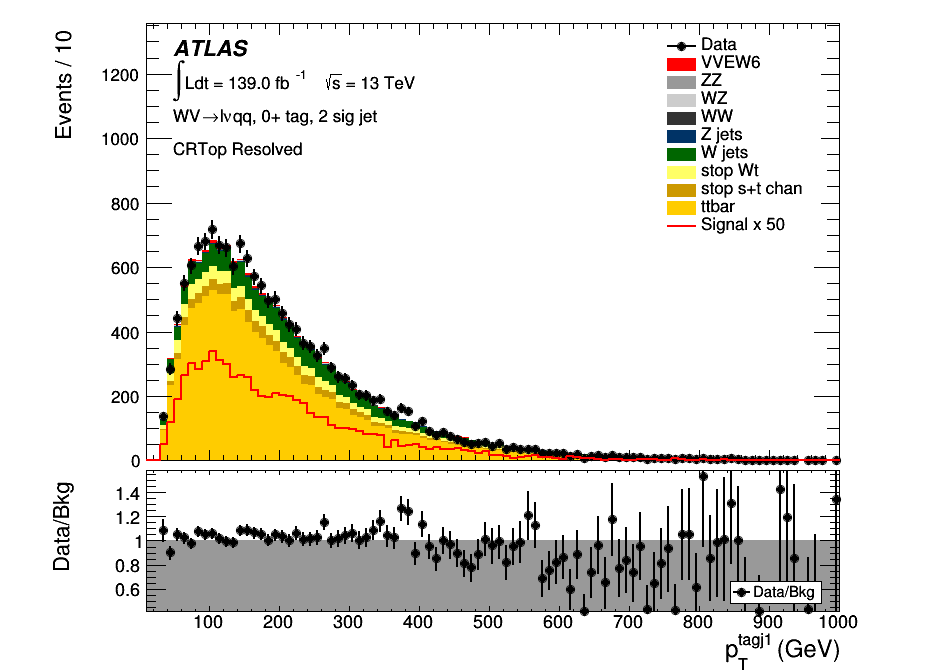 Events / 10
1200
1000
800
600
400
200
0
ATLAS
∫Ldt = 139.0 fb⁻¹ √s = 13 TeV
WV→lνqq, 0+ tag, 2 sig jet
CRTop Resolved
Data
VVEW6
ZZ
WZ
WW
Z jets
W jets
stop Wt
stop s+t chan
ttbar
Signal x 50
Data/Bkg
1.4
1.2
1
0.8
0.6
Data/Bkg
100 200 300 400 500 600 700 800 900 1000
p_T^tagj1 (GeV)